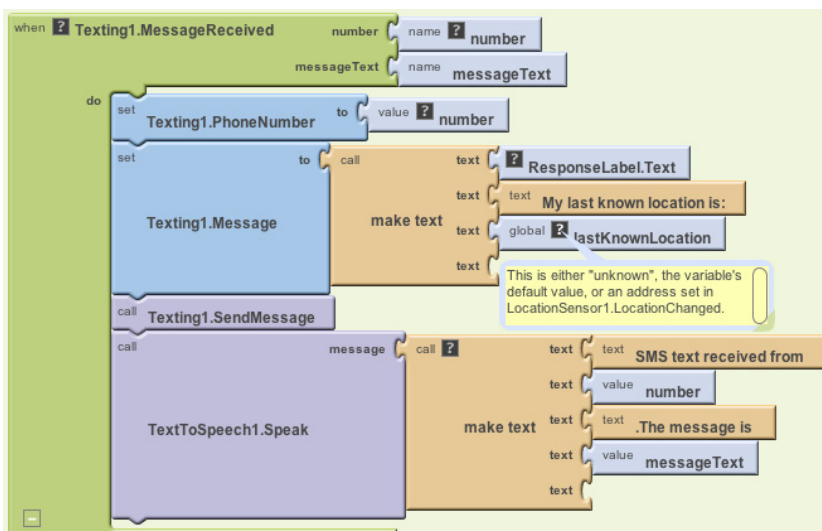 when ? Texting1.MessageReceived number name ? number
messageText name messageText
do set Texting1.PhoneNumber to value ? number
set Texting1.Message to call make text text ? ResponseLabel.Text
text text My last known location is:
text global ? lastKnownLocation
text
This is either "unknown", the variable's
default value, or an address set in
LocationSensor1.LocationChanged.
call Texting1.SendMessage
call TextToSpeech1.Speak message call ? make text text text SMS text received from
text value number
text text .The message is
text value messageText
text